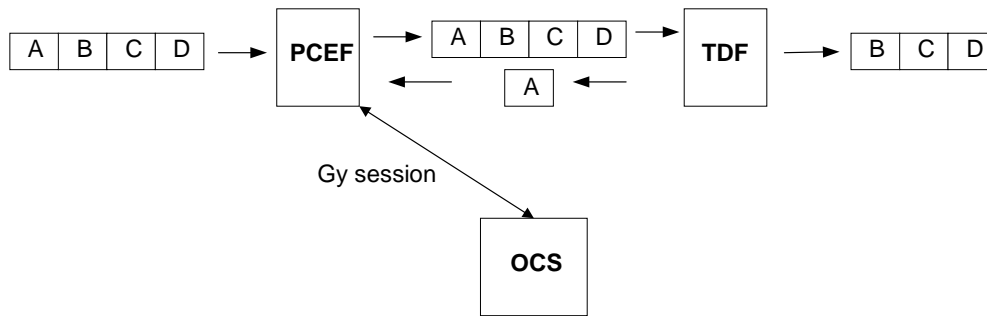 A B C D
PCEF
A B C D
TDF
B C D
A
Gy session
OCS